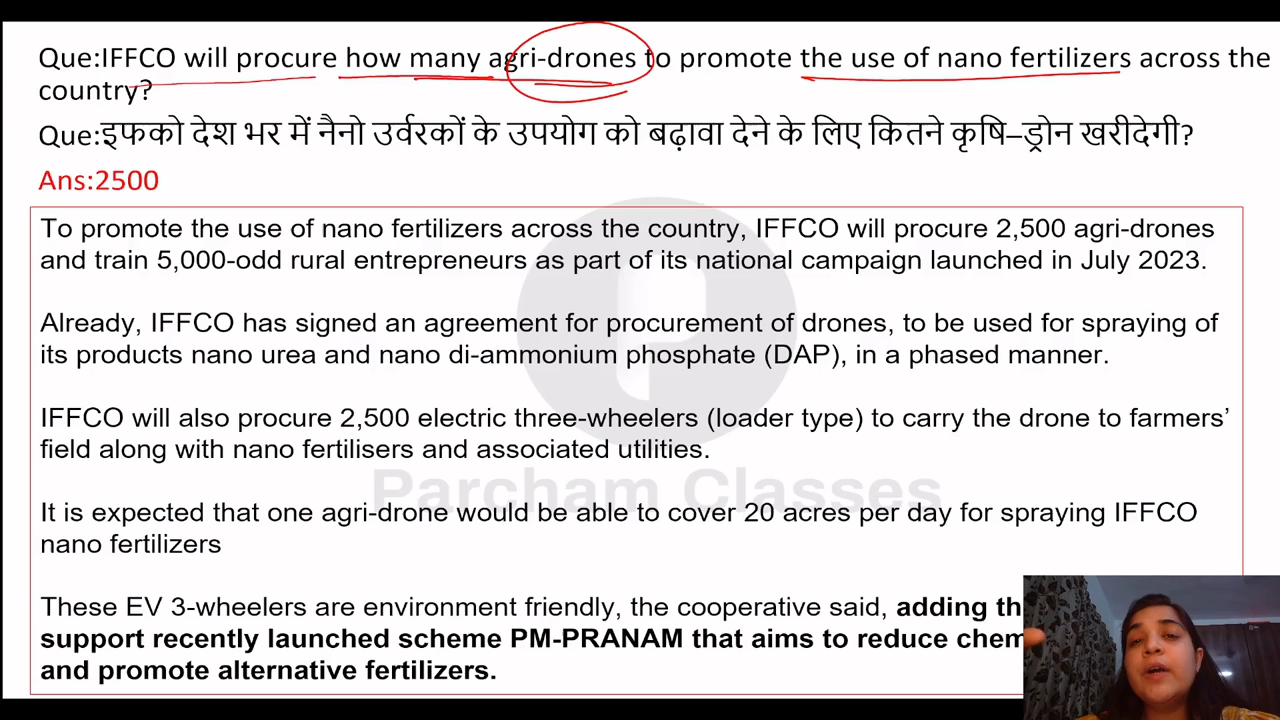 Que:IFFCO will procure how many agri-drones to promote the use of nano fertilizers across the
country?
Que:इफको देश भर में नैनो उर्वरकों के उपयोग को बढ़ावा देने के लिए कितने कृषि–ड्रोन खरीदेगी?
Ans:2500
To promote the use of nano fertilizers across the country, IFFCO will procure 2,500 agri-drones
and train 5,000-odd rural entrepreneurs as part of its national campaign launched in July 2023.
Already, IFFCO has signed an agreement for procurement of drones, to be used for spraying of
its products nano urea and nano di-ammonium phosphate (DAP), in a phased manner.
IFFCO will also procure 2,500 electric three-wheelers (loader type) to carry the drone to farmers’
field along with nano fertilisers and associated utilities.
Parcham Classes
It is expected that one agri-drone would be able to cover 20 acres per day for spraying IFFCO
nano fertilizers
These EV 3-wheelers are environment friendly, the cooperative said, adding
support recently launched scheme PM-PRANAM that aims to reduce
and promote alternative fertilizers.